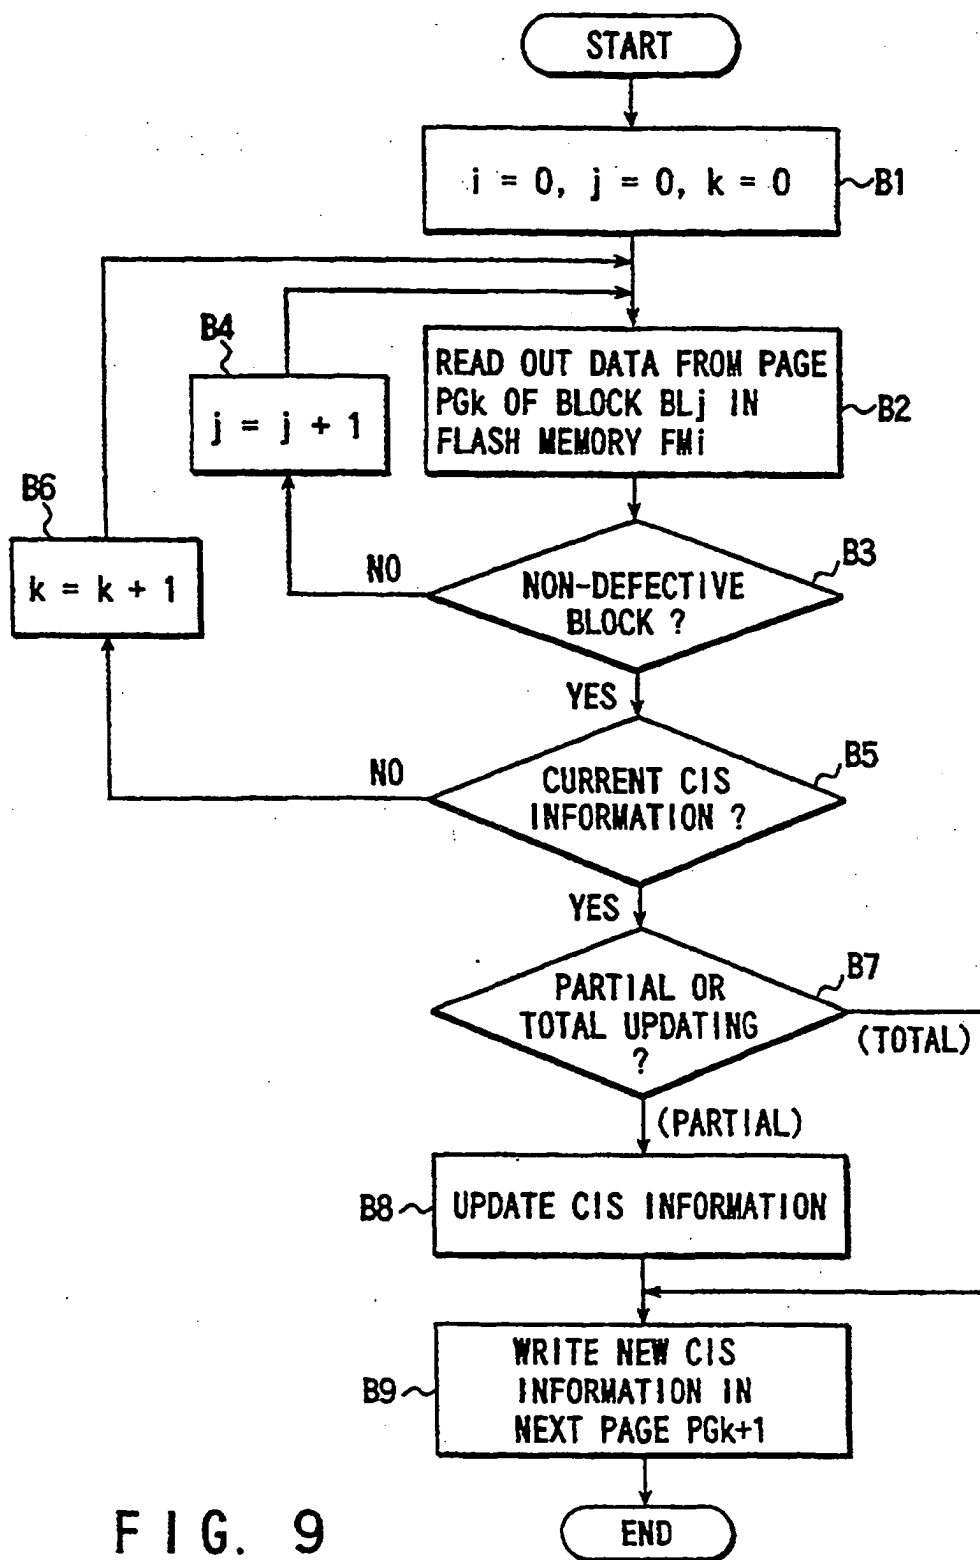 START
i = 0, j = 0, k = 0
B1
B4
j = j + 1
READ OUT DATA FROM PAGE
PGk OF BLOCK BLj IN
FLASH MEMORY FMi
B2
B6
k = k + 1
NO
NON-DEFECTIVE
BLOCK ?
B3
YES
NO
CURRENT CIS
INFORMATION ?
B5
YES
PARTIAL OR
TOTAL UPDATING
?
B7
(TOTAL)
(PARTIAL)
B8
UPDATE CIS INFORMATION
B9
WRITE NEW CIS
INFORMATION IN
NEXT PAGE PGk+1
END
FIG. 9